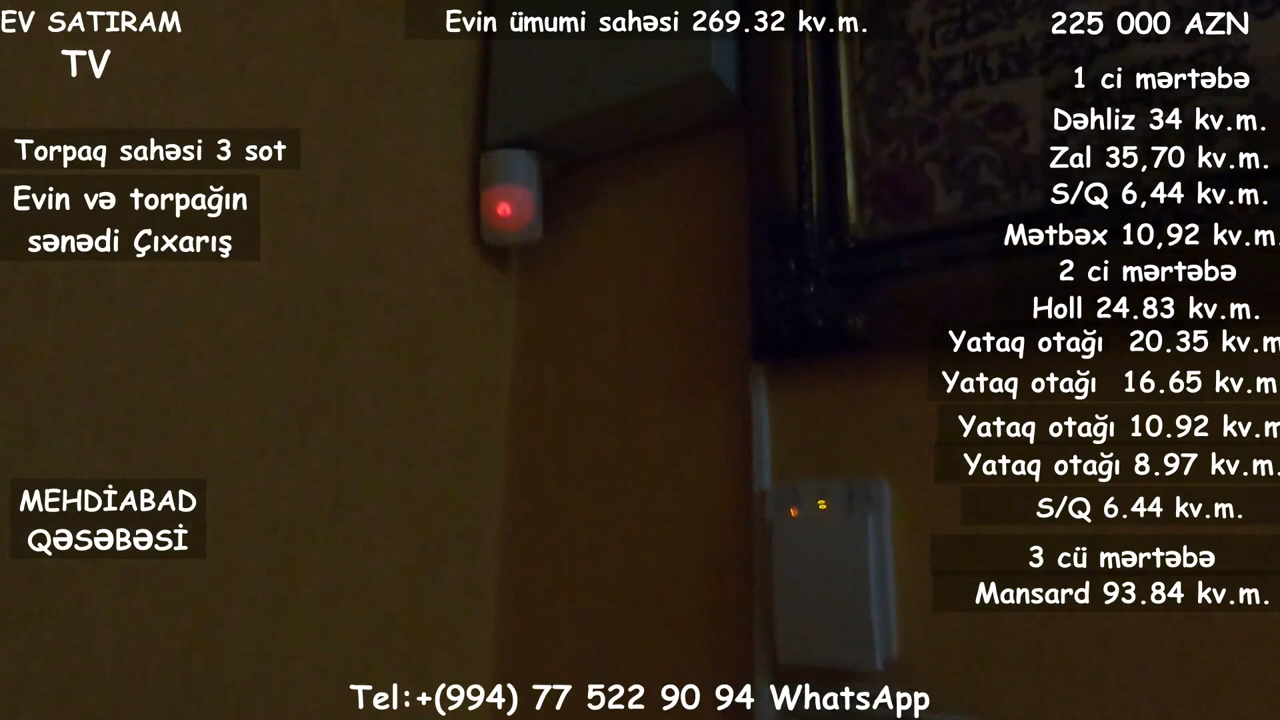 EV SATIRAM
TV
Evin ümumi sahəsi 269.32 kv.m.
225 000 AZN
Torpaq sahəsi 3 sot
Evin və torpağın
sənədi Çıxarış
MEHDİABAD
QƏSƏBƏSİ
1 ci mərtəbə
Dəhliz 34 kv.m.
Zal 35,70 kv.m.
S/Q 6,44 kv.m.
Mətbəx 10,92 kv.m.
2 ci mərtəbə
Holl 24.83 kv.m.
Yataq otağı 20.35 kv.m
Yataq otağı 16.65 kv.m
Yataq otağı 10.92 kv.m
Yataq otağı 8.97 kv.m.
S/Q 6.44 kv.m.
3 cü mərtəbə
Mansard 93.84 kv.m.
Tel:+(994) 77 522 90 94 WhatsApp